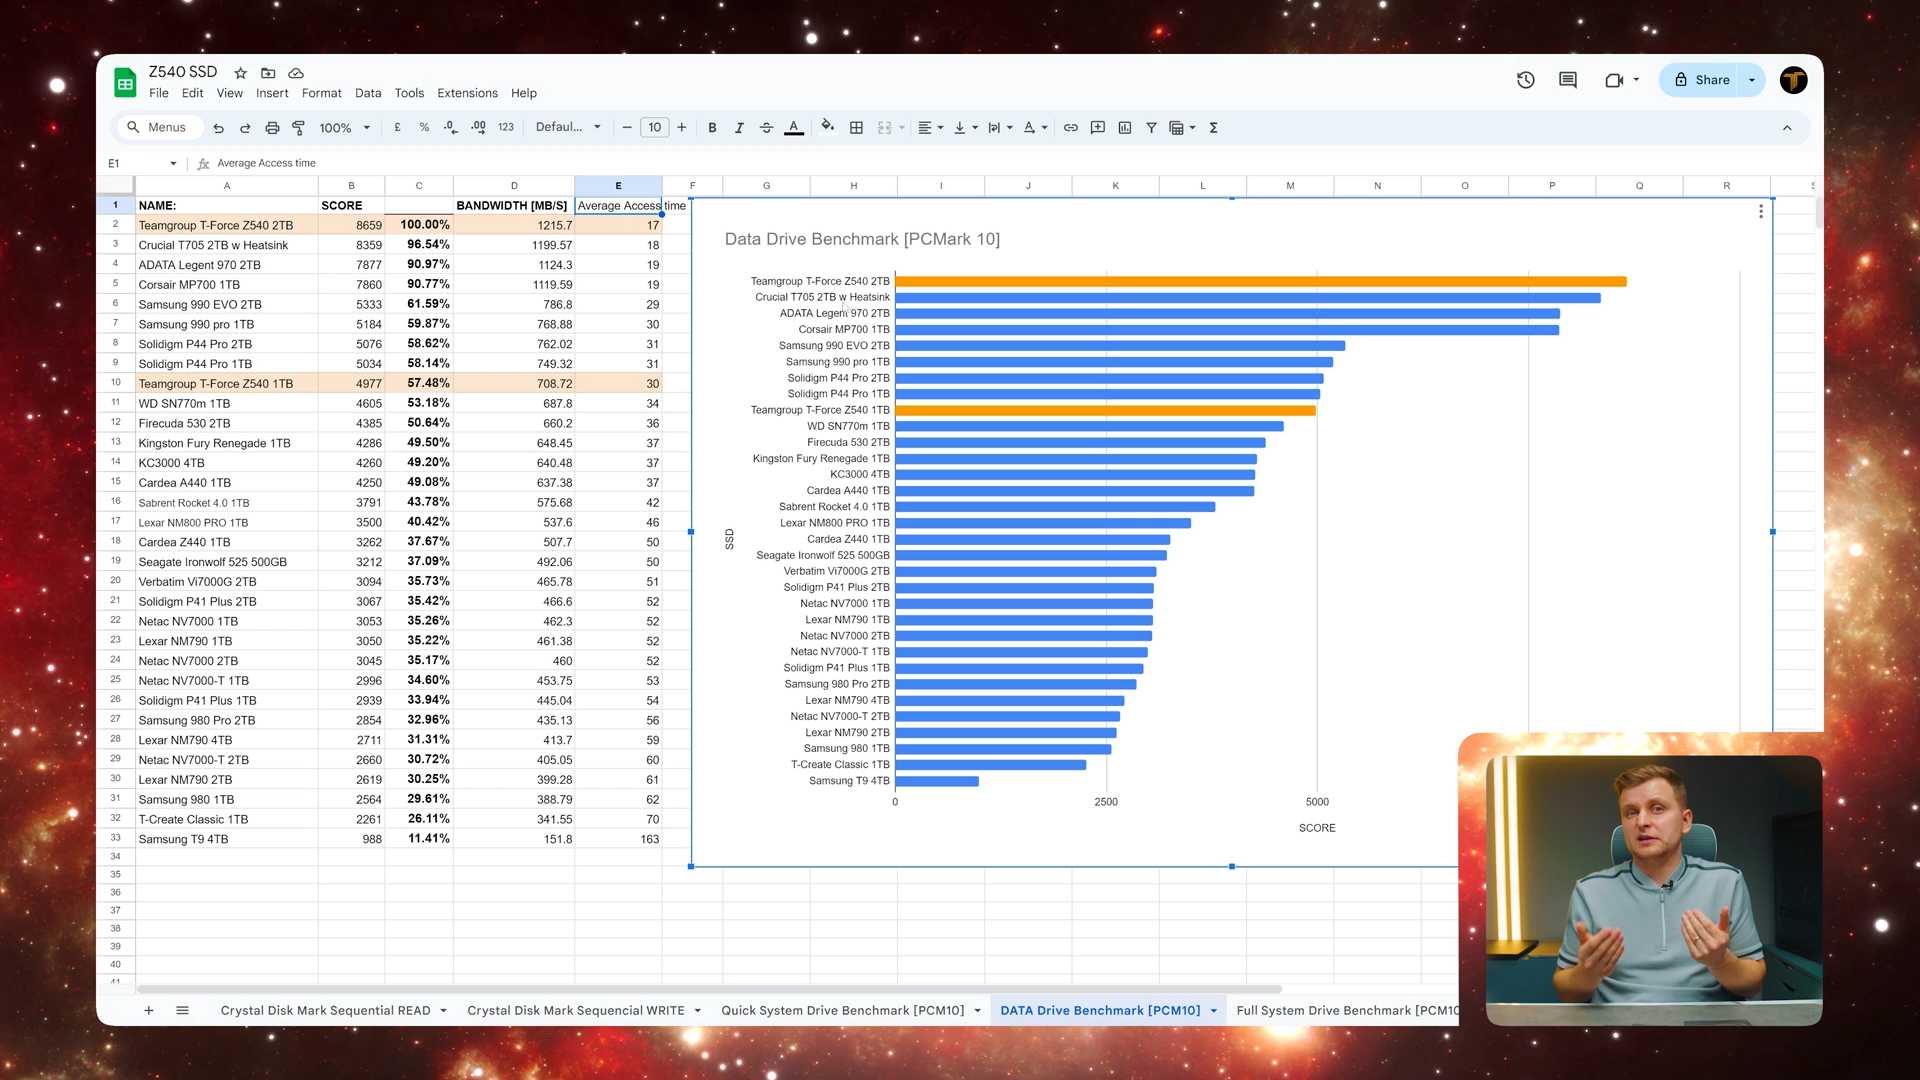 Z540 SSD
File Edit View Insert Format Data Tools Extensions Help
Share
Menus 100% £ % .0 .00 123 Defaul... 10 B I A Σ
E1 fx Average Access time
A B C D E F G H I J K L M N O P Q R
1 NAME: SCORE BANDWIDTH [MB/S] Average Access time
2 Teamgroup T-Force Z540 2TB 8659 100.00% 1215.7 17
3 Crucial T705 2TB w Heatsink 8359 96.54% 1199.57 18
4 ADATA Legent 970 2TB 7877 90.97% 1124.3 19
5 Corsair MP700 1TB 7860 90.77% 1119.59 19
6 Samsung 990 EVO 2TB 5333 61.59% 786.8 29
7 Samsung 990 pro 1TB 5184 59.87% 768.88 30
8 Solidigm P44 Pro 2TB 5076 58.62% 762.02 31
9 Solidigm P44 Pro 1TB 5034 58.14% 749.32 31
10 Teamgroup T-Force Z540 1TB 4977 57.48% 708.72 30
11 WD SN770m 1TB 4605 53.18% 687.8 34
12 Firecuda 530 2TB 4385 50.64% 660.2 36
13 Kingston Fury Renegade 1TB 4286 49.50% 648.45 37
14 KC3000 4TB 4260 49.20% 640.48 37
15 Cardea A440 1TB 4250 49.08% 637.38 37
16 Sabrent Rocket 4.0 1TB 3791 43.78% 575.68 42
17 Lexar NM800 PRO 1TB 3500 40.42% 537.6 46
18 Cardea Z440 1TB 3262 37.67% 507.7 50
19 Seagate Ironwolf 525 500GB 3212 37.09% 492.06 50
20 Verbatim Vi7000G 2TB 3094 35.73% 465.78 51
21 Solidigm P41 Plus 2TB 3067 35.42% 466.6 52
22 Netac NV7000 1TB 3053 35.26% 462.3 52
23 Lexar NM790 1TB 3050 35.22% 461.38 52
24 Netac NV7000 2TB 3045 35.17% 460 52
25 Netac NV7000-T 1TB 2996 34.60% 453.75 53
26 Solidigm P41 Plus 1TB 2939 33.94% 445.04 54
27 Samsung 980 Pro 2TB 2854 32.96% 435.13 56
28 Lexar NM790 4TB 2711 31.31% 413.7 59
29 Netac NV7000-T 2TB 2660 30.72% 405.05 60
30 Lexar NM790 2TB 2619 30.25% 399.28 61
31 Samsung 980 1TB 2564 29.61% 388.79 62
32 T-Create Classic 1TB 2261 26.11% 341.55 70
33 Samsung T9 4TB 988 11.41% 151.8 163
34
35
36
37
38
39
40
41
Data Drive Benchmark [PCMark 10]
Teamgroup T-Force Z540 2TB
Crucial T705 2TB w Heatsink
ADATA Legent 970 2TB
Corsair MP700 1TB
Samsung 990 EVO 2TB
Samsung 990 pro 1TB
Solidigm P44 Pro 2TB
Solidigm P44 Pro 1TB
Teamgroup T-Force Z540 1TB
WD SN770m 1TB
Firecuda 530 2TB
Kingston Fury Renegade 1TB
KC3000 4TB
Cardea A440 1TB
Sabrent Rocket 4.0 1TB
Lexar NM800 PRO 1TB
Cardea Z440 1TB
Seagate Ironwolf 525 500GB
Verbatim Vi7000G 2TB
Solidigm P41 Plus 2TB
Netac NV7000 1TB
Lexar NM790 1TB
Netac NV7000 2TB
Netac NV7000-T 1TB
Solidigm P41 Plus 1TB
Samsung 980 Pro 2TB
Lexar NM790 4TB
Netac NV7000-T 2TB
Lexar NM790 2TB
Samsung 980 1TB
T-Create Classic 1TB
Samsung T9 4TB
SSD
0 2500 5000
SCORE
Crystal Disk Mark Sequential READ Crystal Disk Mark Sequencial WRITE Quick System Drive Benchmark [PCM10] DATA Drive Benchmark [PCM10] Full System Drive Benchmark [PCM10